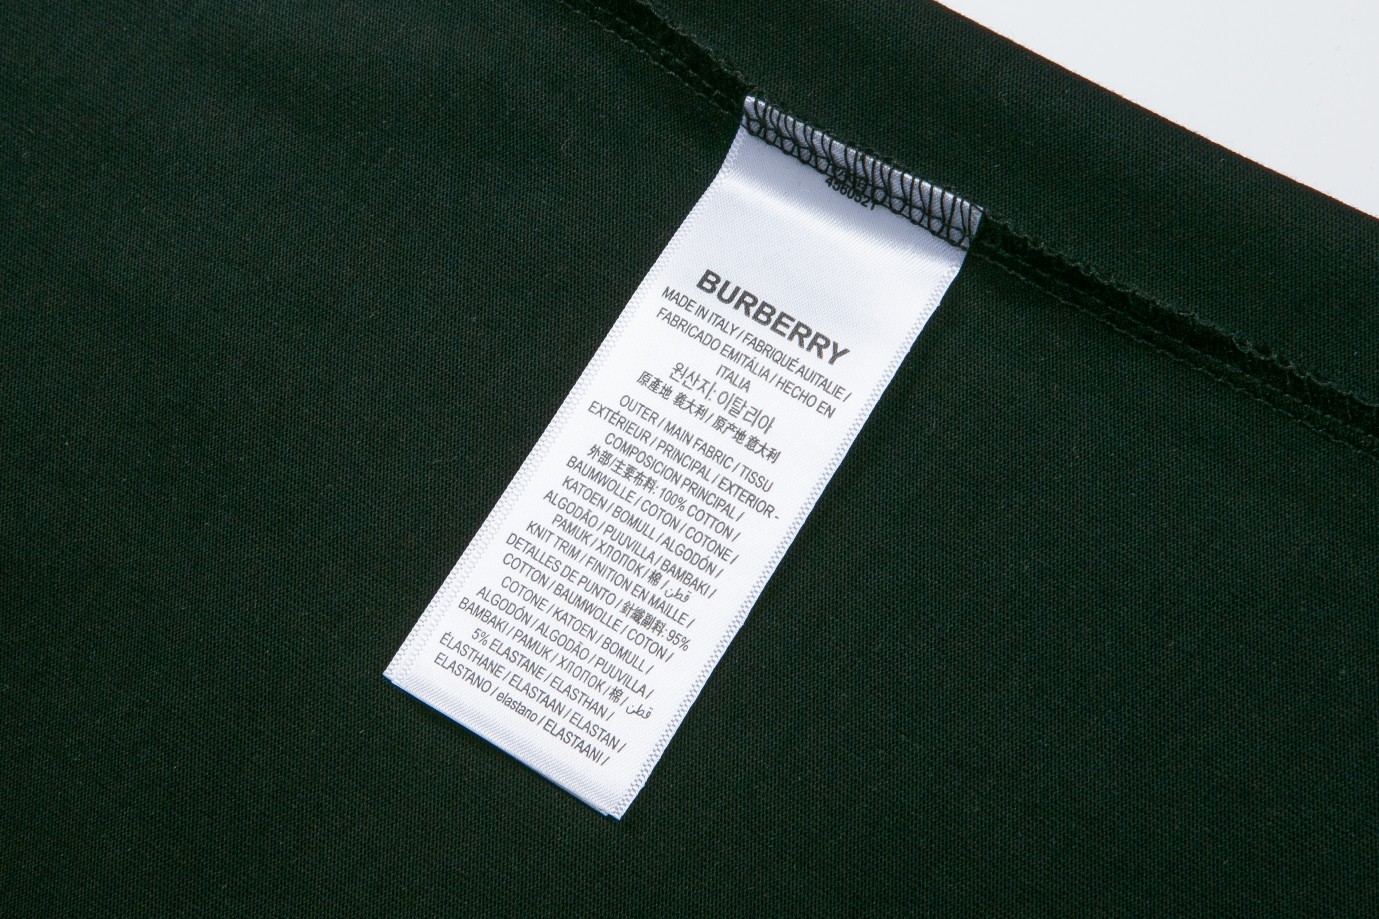 BURBERRY
MADE IN ITALY / FABRIQUÉ AUITALIE /
FABRICADO EMITÁLIA / HECHO EN
ITALIA
원산지: 이탈리아
原產地 義大利 / 原产地 意大利
OUTER / MAIN FABRIC / TISSU
EXTÉRIEUR / PRINCIPAL / EXTERIOR -
COMPOSICION PRINCIPAL /
外部/主要布料: 100% COTTON /
BAUMWOLLE / COTON / COTONE /
KATOEN / BOMULL / ALGODÓN /
ALGODÃO / PUUVILLA / BAMBAKI /
PAMUK / ХЛОПОК / 棉 / قطن /
KNIT TRIM / FINITION EN MAILLE /
DETALLES DE PUNTO / 針織副料: 95%
COTTON / BAUMWOLLE / COTON /
COTONE / KATOEN / BOMULL /
ALGODÓN / ALGODÃO / PUUVILLA /
BAMBAKI / PAMUK / ХЛОПОК / 棉 / قطن
5% ELASTANE / ELASTHAN /
ÉLASTHANE / ELASTAAN / ELASTAN /
ELASTANO / elastano / ELASTAANI /